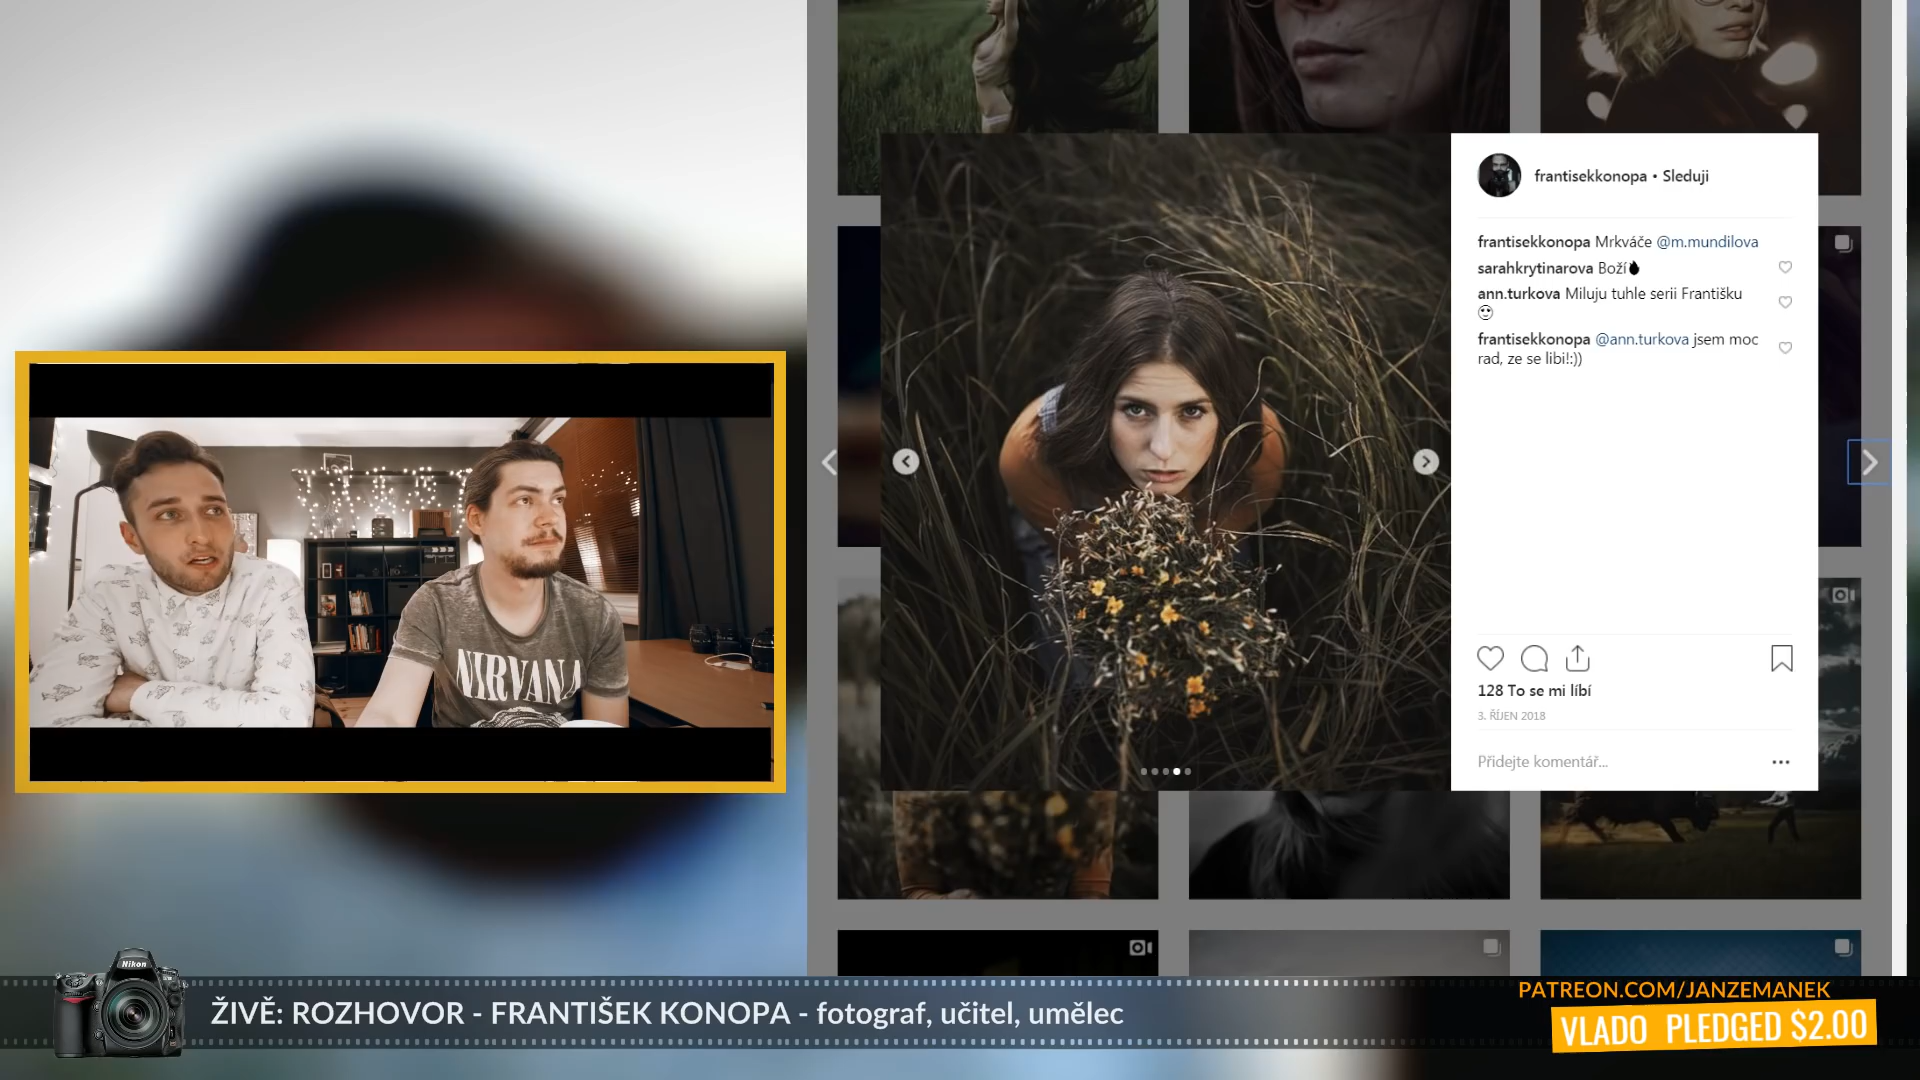 frantisekkonopa • Sleduji
frantisekkonopa Mrkváče @m.mundilova
sarahkrytinarova Boží
ann.turkova Miluju tuhle serii Františku
frantisekkonopa @ann.turkova jsem moc
rad, ze se libi!:))
128 To se mi líbí
3. ŘÍJEN 2018
Přidejte komentář...
NIRVANA
Nikon
ŽIVĚ: ROZHOVOR - FRANTIŠEK KONOPA - fotograf, učitel, umělec
PATREON.COM/JANZEMANEK
VLADO PLEDGED $2.00